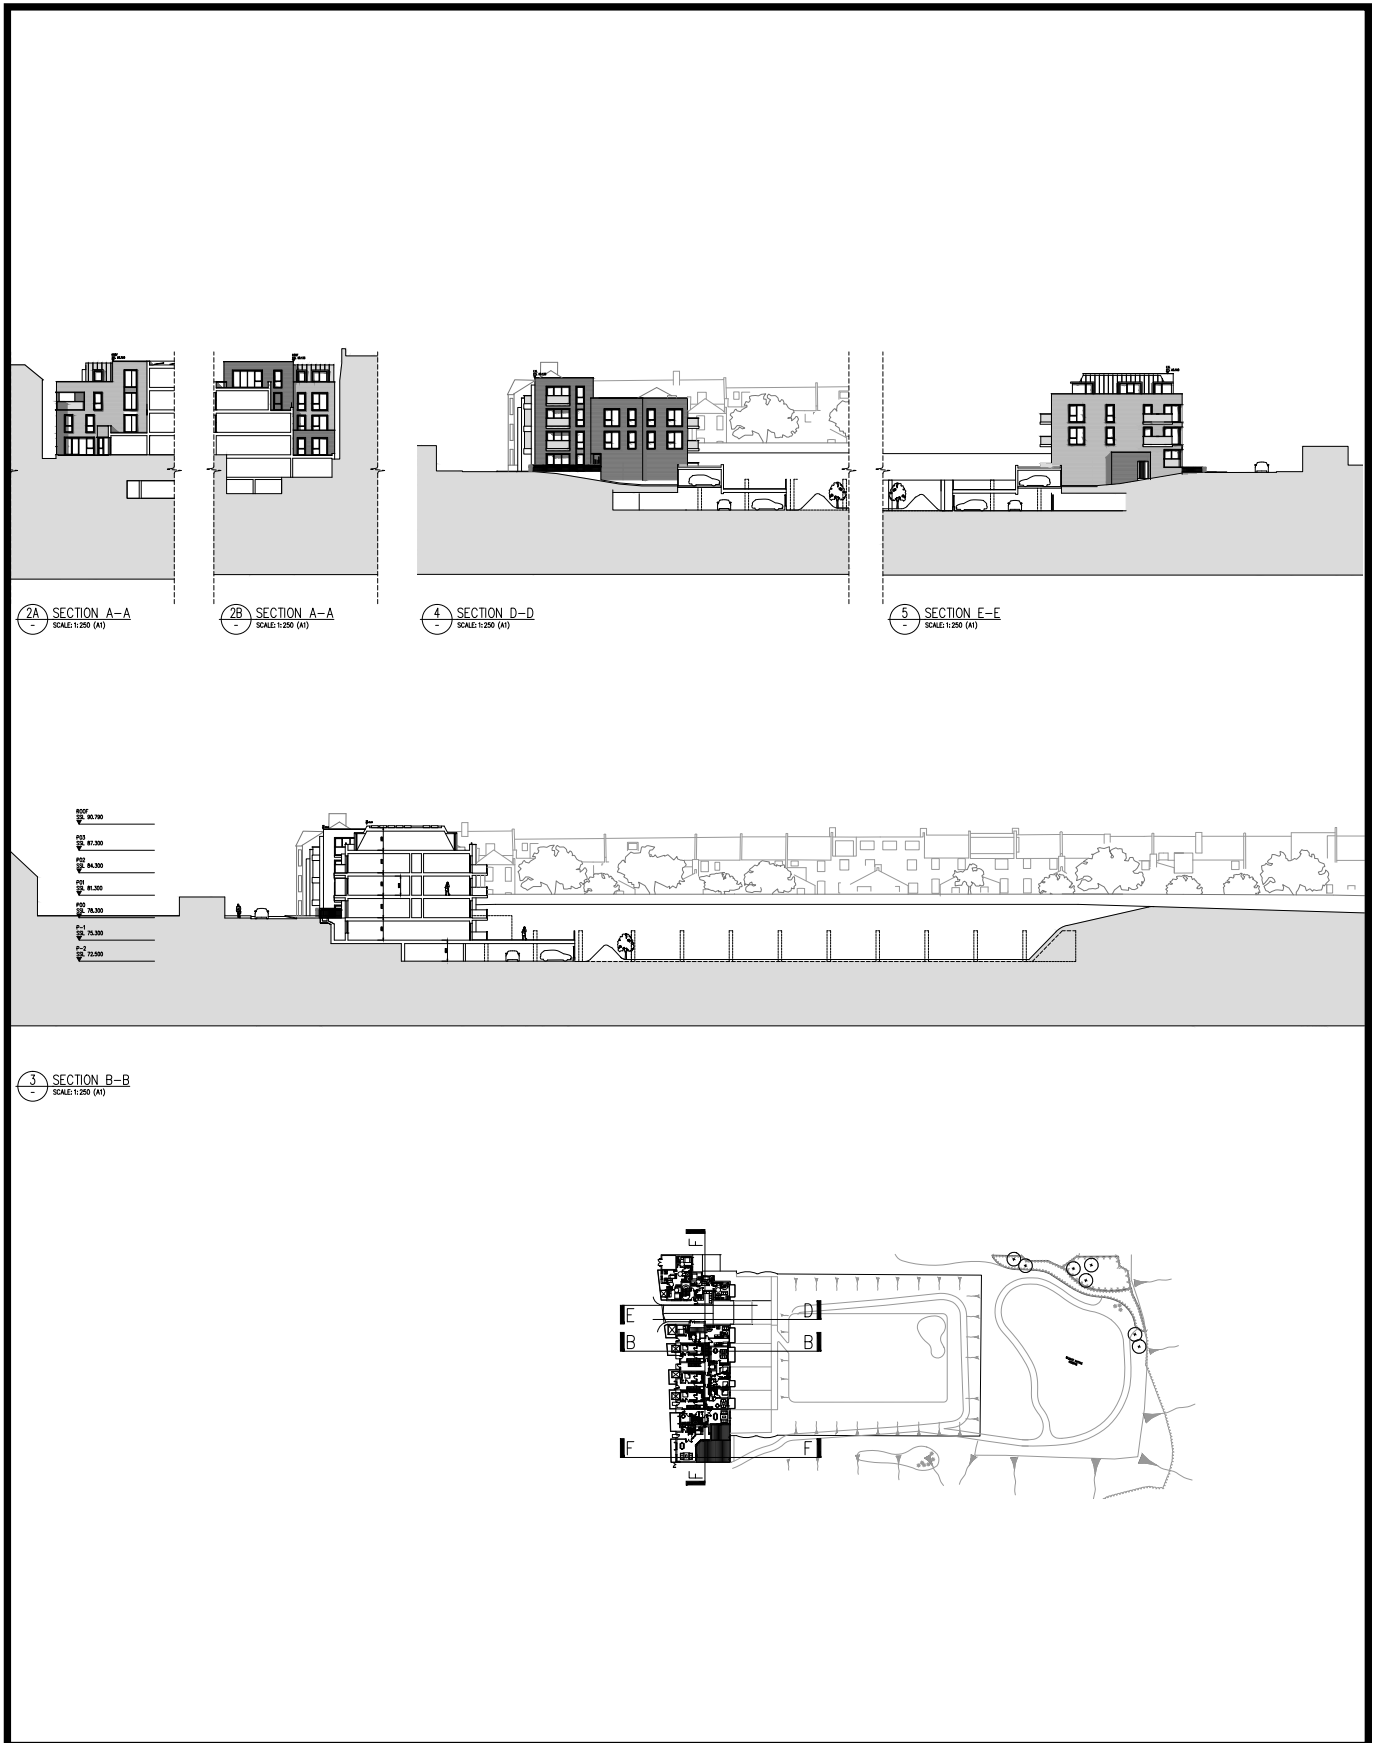 2A SECTION A-A
- SCALE: 1:250 (A1)
2B SECTION A-A
- SCALE: 1:250 (A1)
4 SECTION D-D
- SCALE: 1:250 (A1)
5 SECTION E-E
- SCALE: 1:250 (A1)
ROOF
SSL 90.790
P03
SSL 87.300
P02
SSL 84.300
P01
SSL 81.300
P00
SSL 78.300
P-1
SSL 75.300
P-2
SSL 72.500
3 SECTION B-B
- SCALE: 1:250 (A1)
F
E D
B B
F F
F